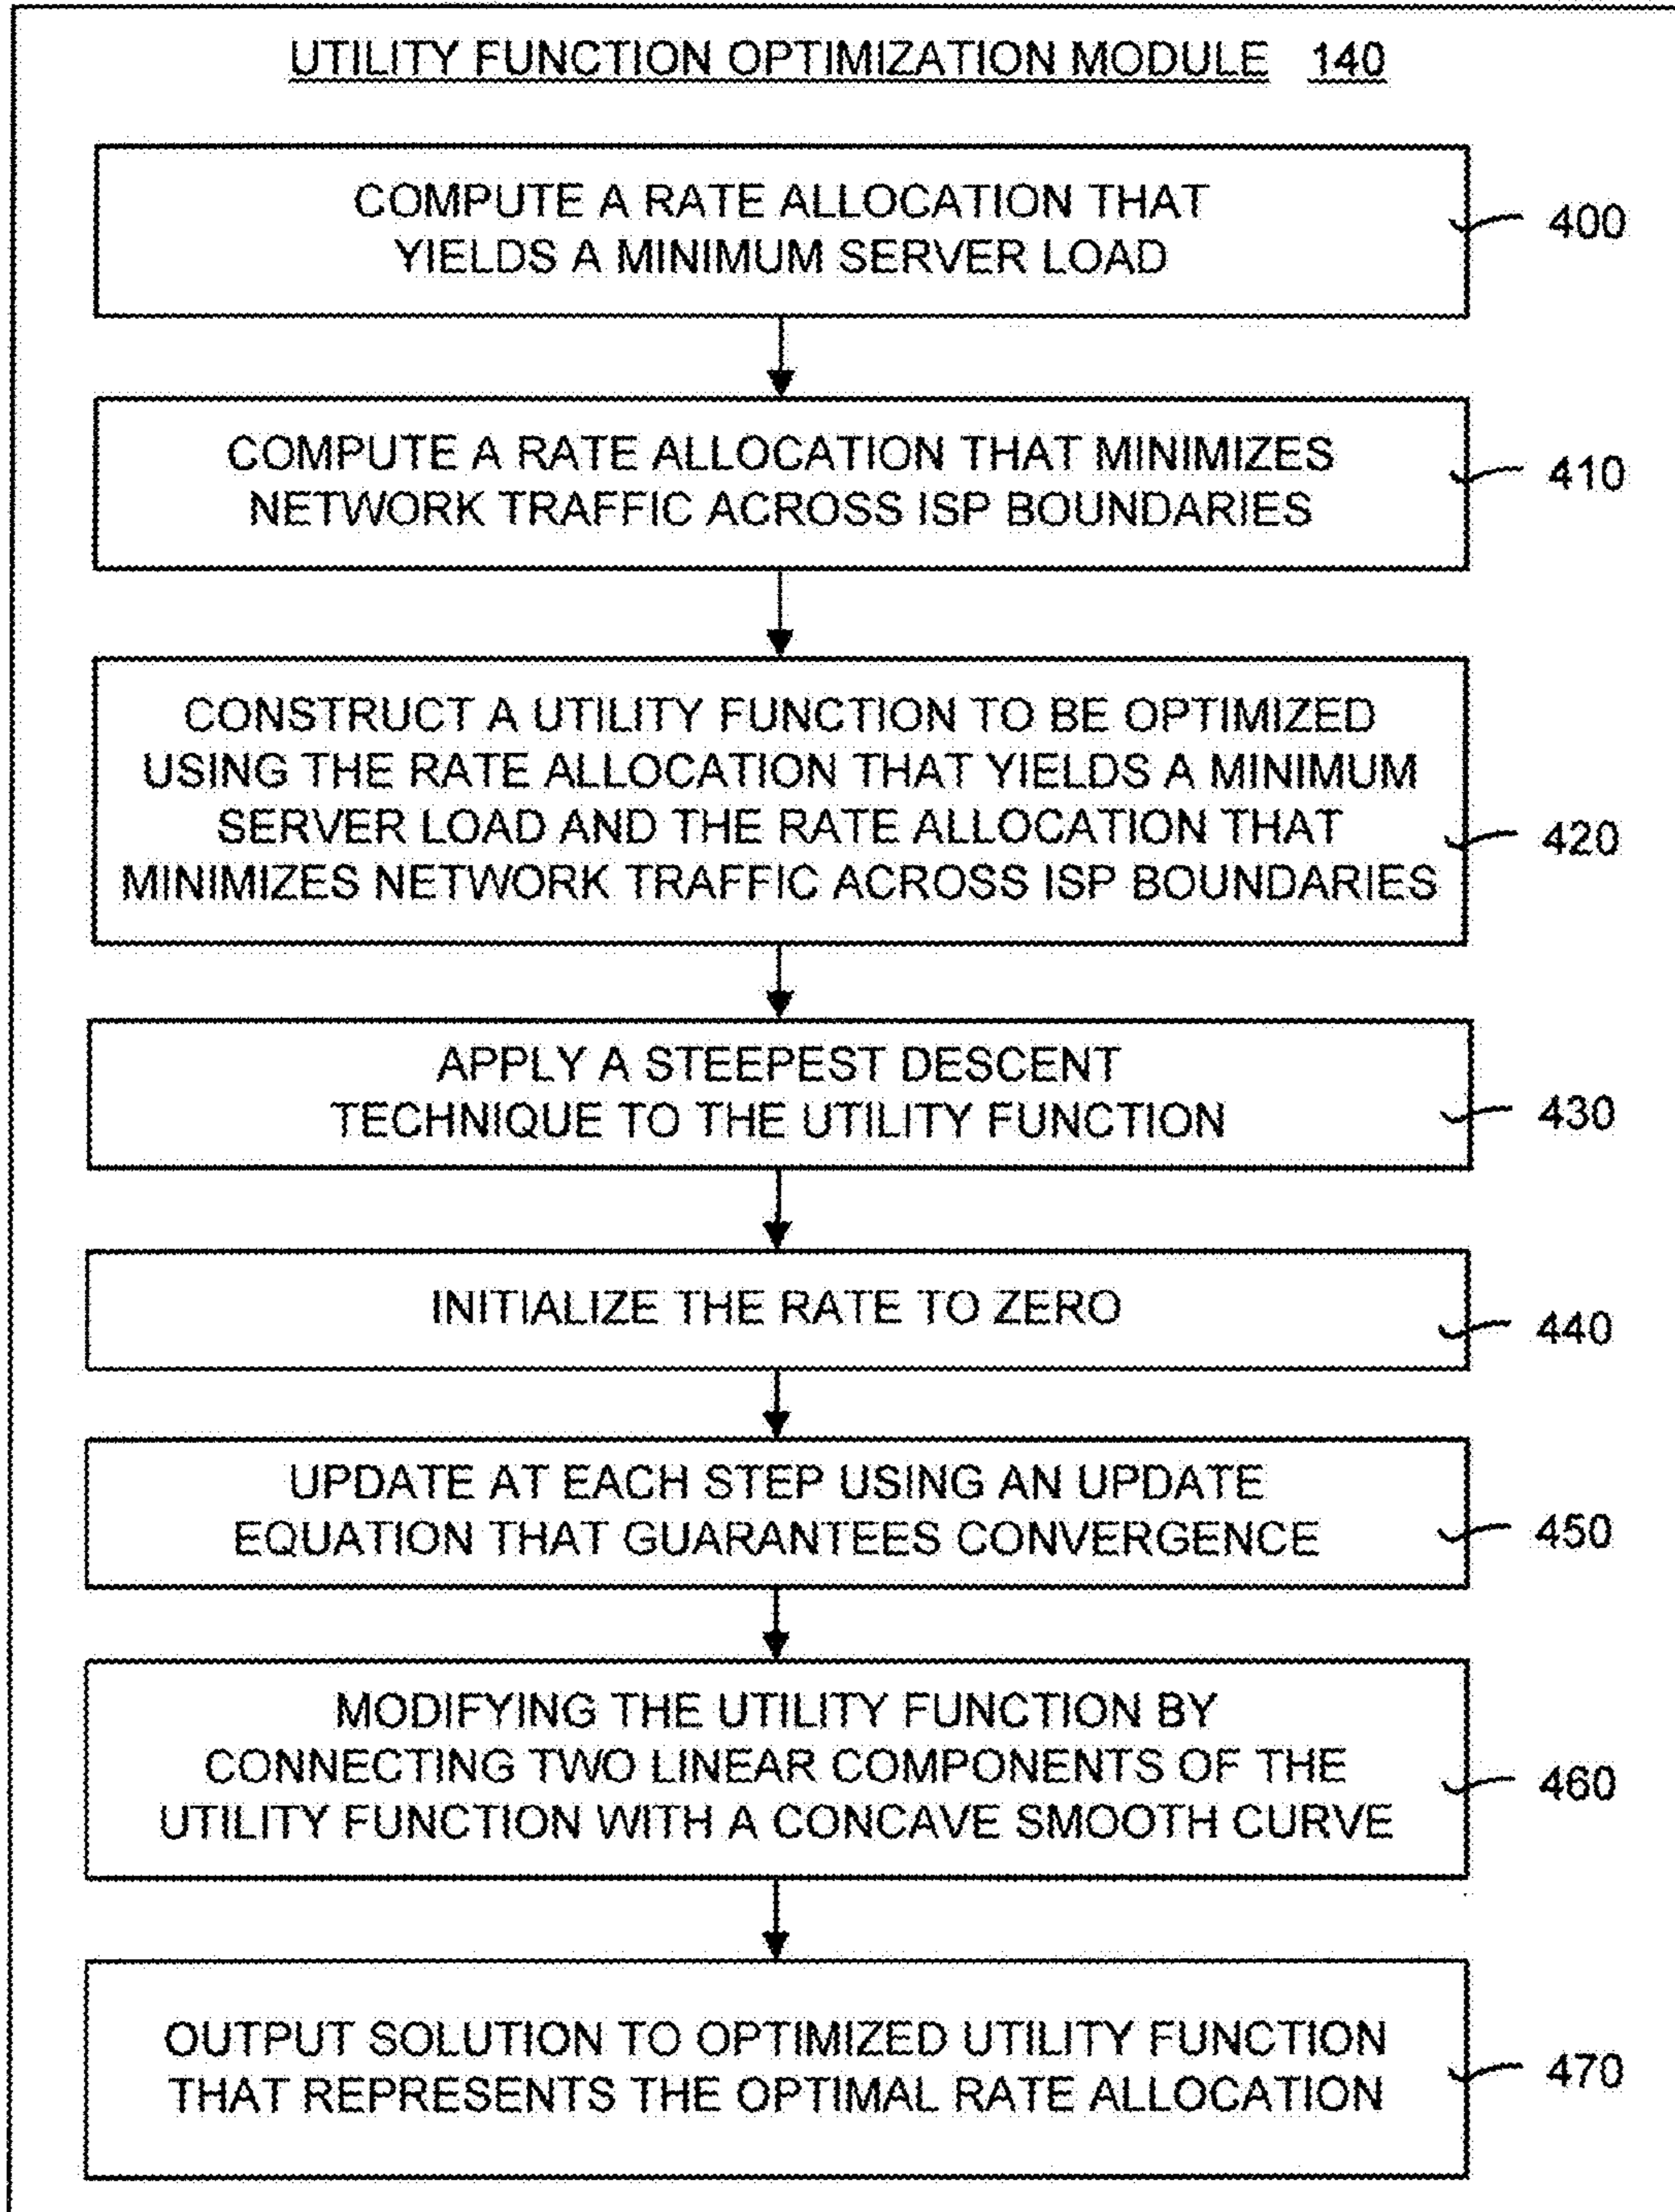 UTILITY FUNCTION OPTIMIZATION MODULE 140
COMPUTE A RATE ALLOCATION THAT
YIELDS A MINIMUM SERVER LOAD
400
COMPUTE A RATE ALLOCATION THAT MINIMIZES
NETWORK TRAFFIC ACROSS ISP BOUNDARIES
410
CONSTRUCT A UTILITY FUNCTION TO BE OPTIMIZED
USING THE RATE ALLOCATION THAT YIELDS A MINIMUM
SERVER LOAD AND THE RATE ALLOCATION THAT
MINIMIZES NETWORK TRAFFIC ACROSS ISP BOUNDARIES
420
APPLY A STEEPEST DESCENT
TECHNIQUE TO THE UTILITY FUNCTION
430
INITIALIZE THE RATE TO ZERO
440
UPDATE AT EACH STEP USING AN UPDATE
EQUATION THAT GUARANTEES CONVERGENCE
450
MODIFYING THE UTILITY FUNCTION BY
CONNECTING TWO LINEAR COMPONENTS OF THE
UTILITY FUNCTION WITH A CONCAVE SMOOTH CURVE
460
OUTPUT SOLUTION TO OPTIMIZED UTILITY FUNCTION
THAT REPRESENTS THE OPTIMAL RATE ALLOCATION
470